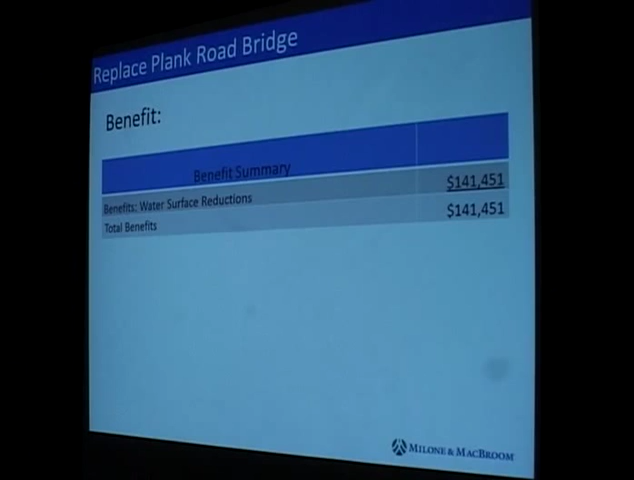 Replace Plank Road Bridge
Benefit:
Benefit Summary
Benefits: Water Surface Reductions $141,451
Total Benefits $141,451
MILONE & MACBROOM